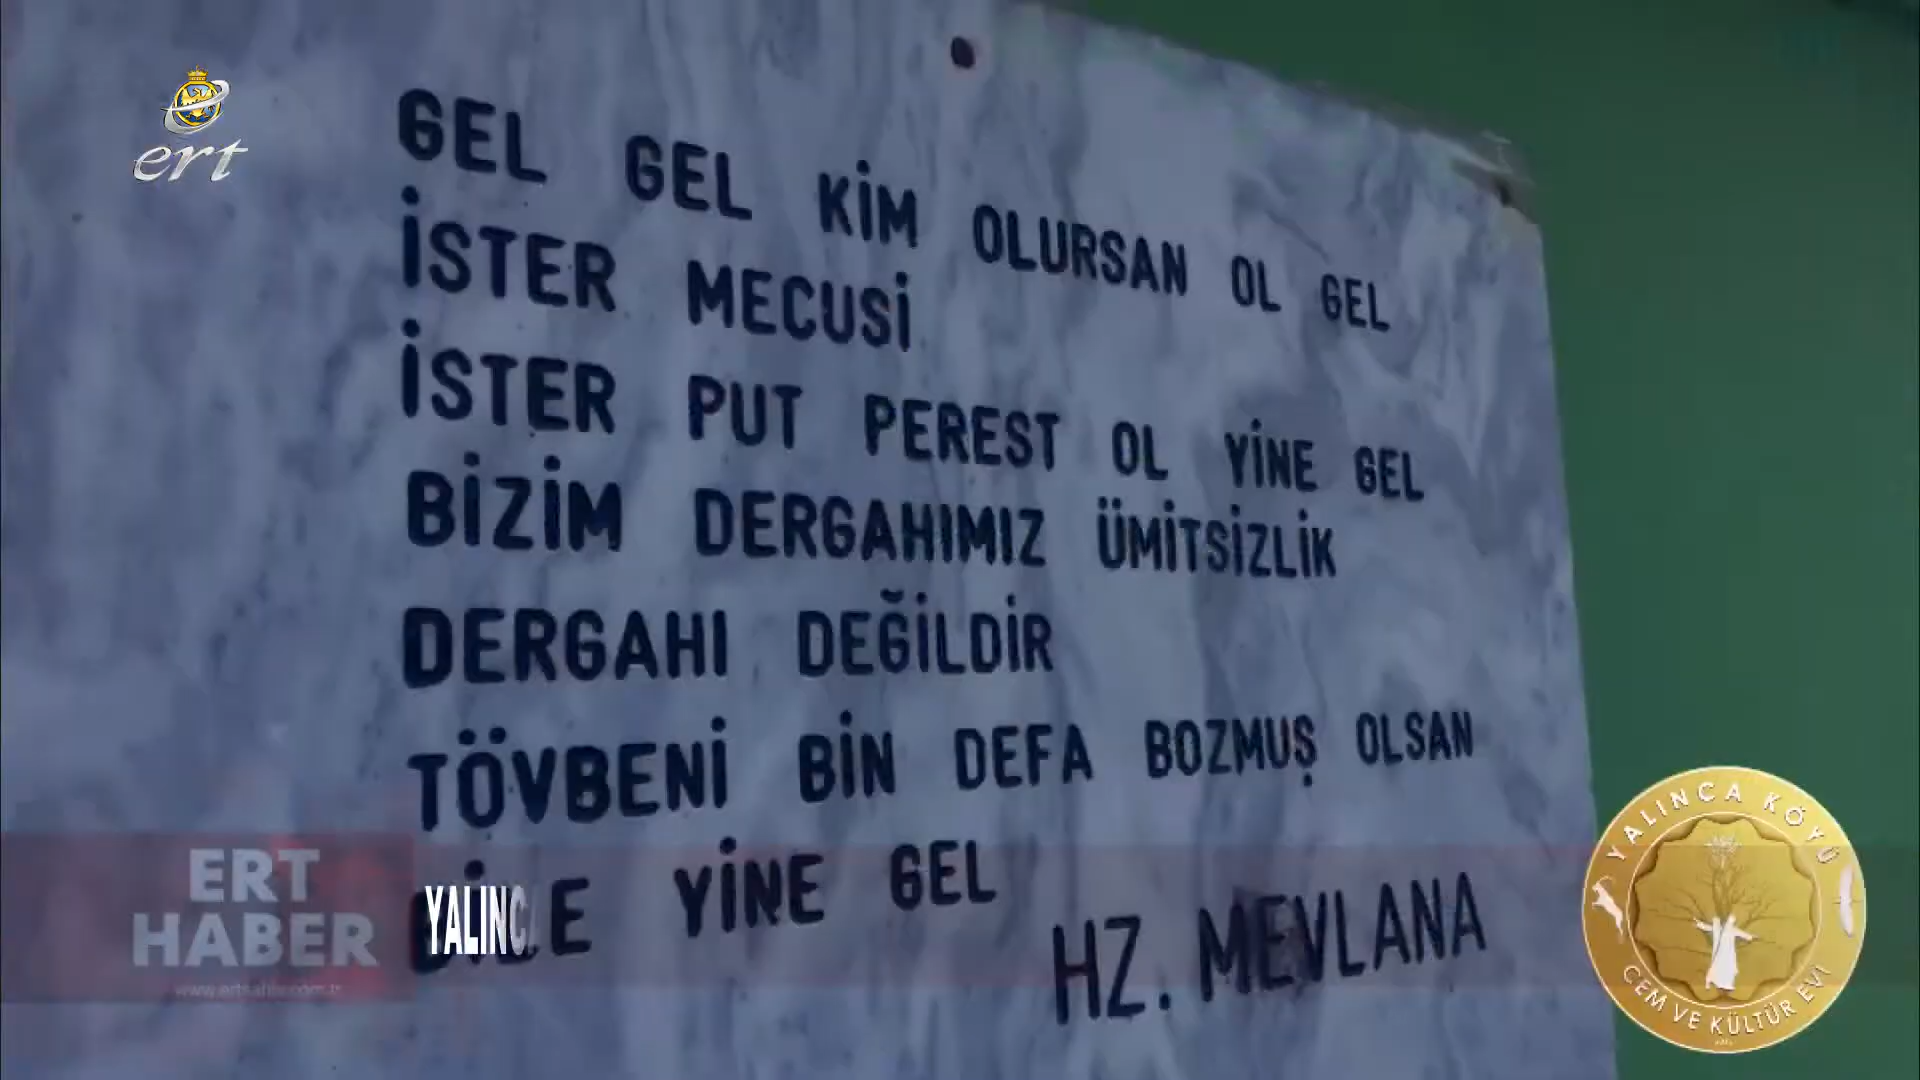 ert
GEL GEL KİM OLURSAN OL GEL
İSTER MECUSİ
İSTER PUT PEREST OL YİNE GEL
BİZİM DERGAHIMIZ ÜMİTSİZLİK
DERGAHI DEĞİLDİR
TÖVBENİ BİN DEFA BOZMUŞ OLSAN
BİLE YİNE GEL
HZ. MEVLANA
ERT
HABER
YALINCA KÖYÜ
CEM VE KÜLTÜR EVİ